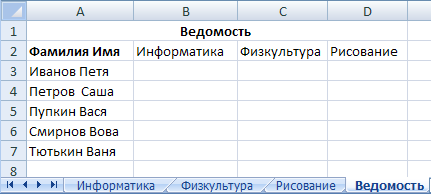 A B C D
1 Ведомость
2 Фамилия Имя Информатика Физкультура Рисование
3 Иванов Петя
4 Петров Саша
5 Пупкин Вася
6 Смирнов Вова
7 Тютькин Ваня
8
Информатика Физкультура Рисование Ведомость